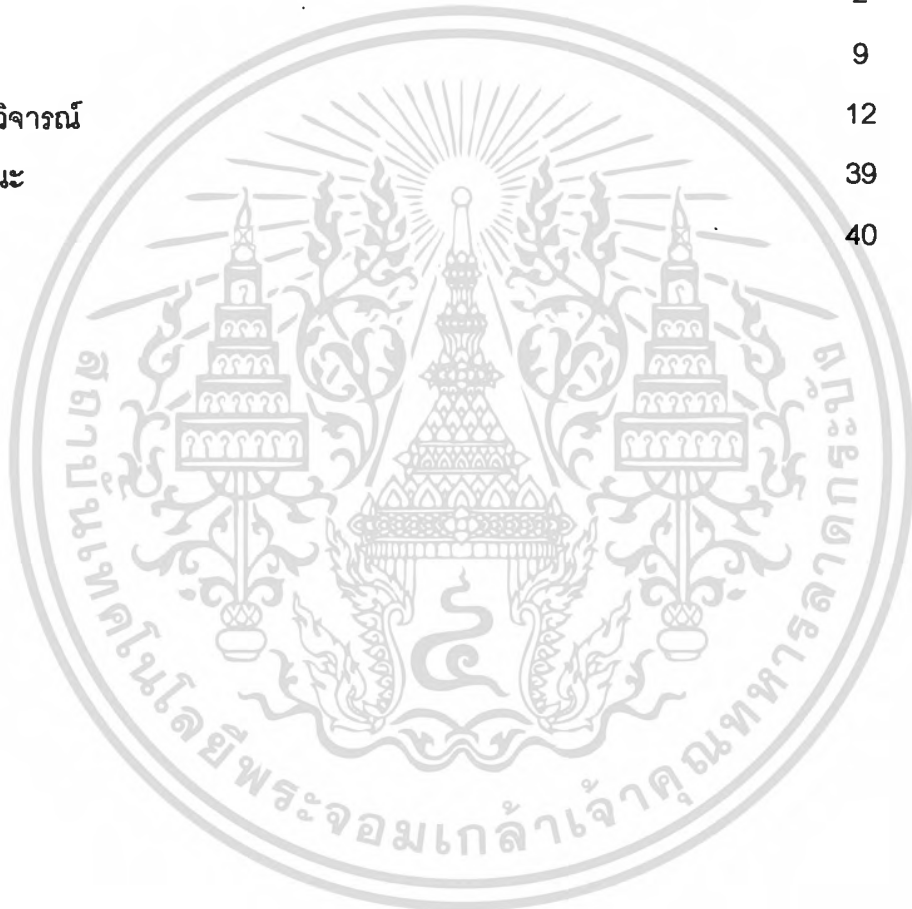 9
วิจารณ์ 12
นะ 39
40
สถาบันเทคโนโลยีพระจอมเกล้าเจ้าคุณทหารลาดกระบัง
๔